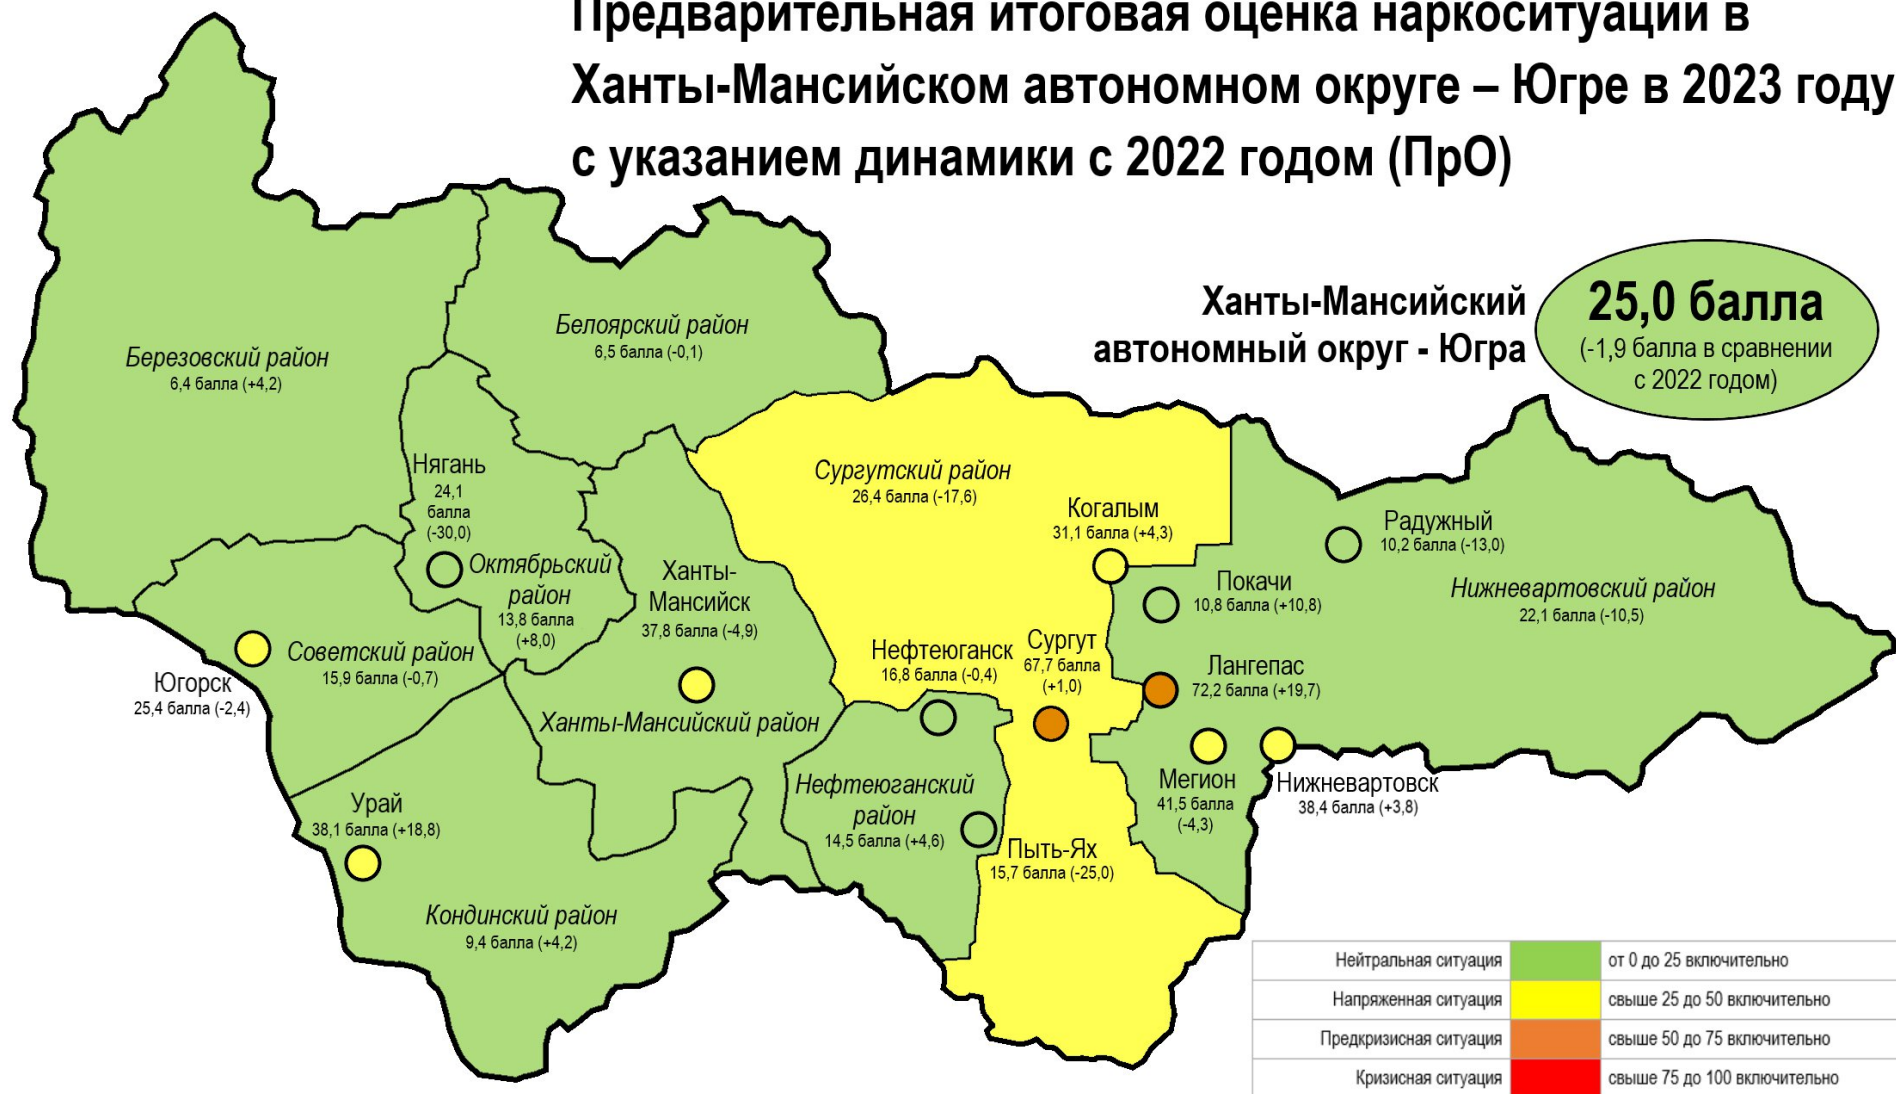 Предварительная итоговая оценка наркоситуации в
Ханты-Мансийском автономном округе – Югре в 2023 году
с указанием динамики с 2022 годом (ПрО)
Ханты-Мансийский
автономный округ - Югра
25,0 балла
(-1,9 балла в сравнении
с 2022 годом)
Березовский район
6,4 балла (+4,2)
Белоярский район
6,5 балла (-0,1)
Нягань
24,1
балла
(-30,0)
Октябрьский
район
13,8 балла
(+8,0)
Ханты-
Мансийск
37,8 балла (-4,9)
Сургутский район
26,4 балла (-17,6)
Когалым
31,1 балла (+4,3)
Радужный
10,2 балла (-13,0)
Покачи
10,8 балла (+10,8)
Нижневартовский район
22,1 балла (-10,5)
Советский район
15,9 балла (-0,7)
Югорск
25,4 балла (-2,4)
Нефтеюганск
16,8 балла (-0,4)
Сургут
67,7 балла
(+1,0)
Лангепас
72,2 балла (+19,7)
Ханты-Мансийский район
Нефтеюганский
район
14,5 балла (+4,6)
Мегион
41,5 балла
(-4,3)
Нижневартовск
38,4 балла (+3,8)
Урай
38,1 балла (+18,8)
Пыть-Ях
15,7 балла (-25,0)
Кондинский район
9,4 балла (+4,2)
Нейтральная ситуация от 0 до 25 включительно
Напряженная ситуация свыше 25 до 50 включительно
Предкризисная ситуация свыше 50 до 75 включительно
Кризисная ситуация свыше 75 до 100 включительно